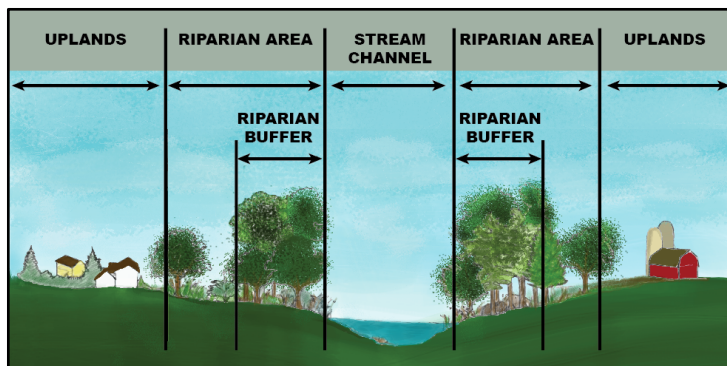 UPLANDS
RIPARIAN AREA
STREAM
CHANNEL
RIPARIAN AREA
UPLANDS
RIPARIAN
BUFFER
RIPARIAN
BUFFER